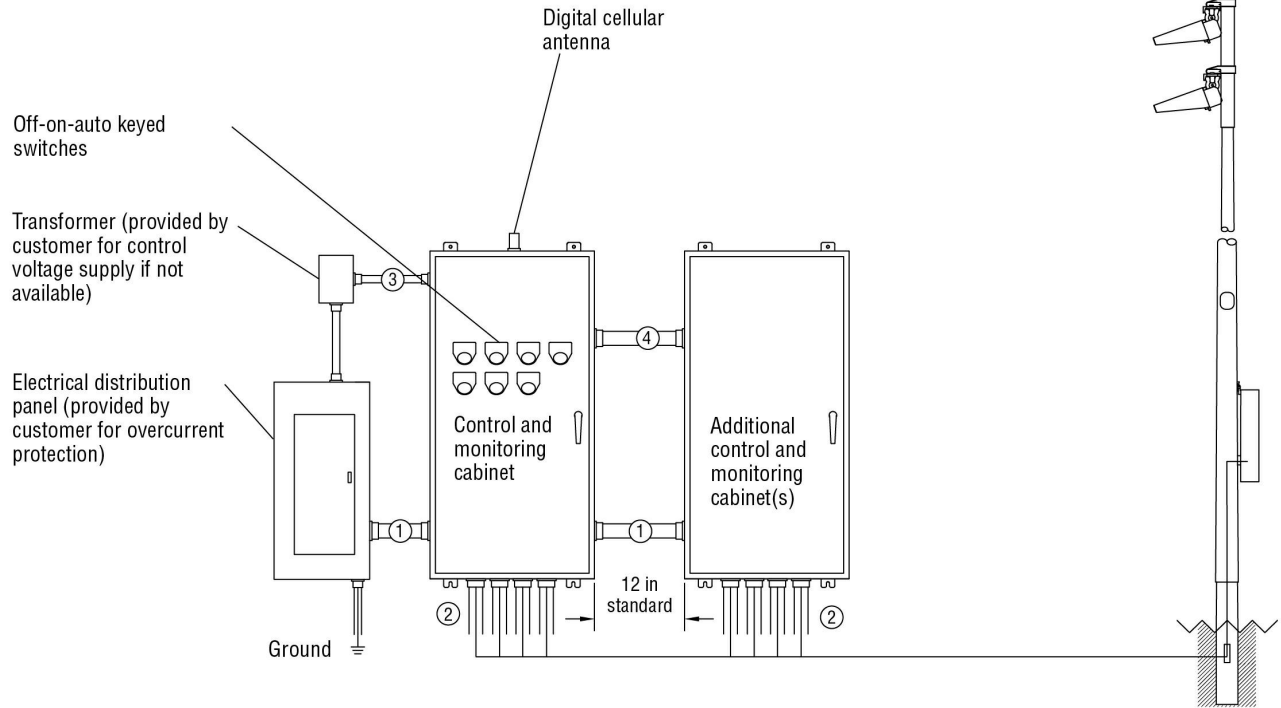 Digital cellular
antenna
Off-on-auto keyed
switches
Transformer (provided by
customer for control
voltage supply if not
available)
Electrical distribution
panel (provided by
customer for overcurrent
protection)
3
4
Control and
monitoring
cabinet
Additional
control and
monitoring
cabinet(s)
1
1
2
12 in
standard
2
Ground